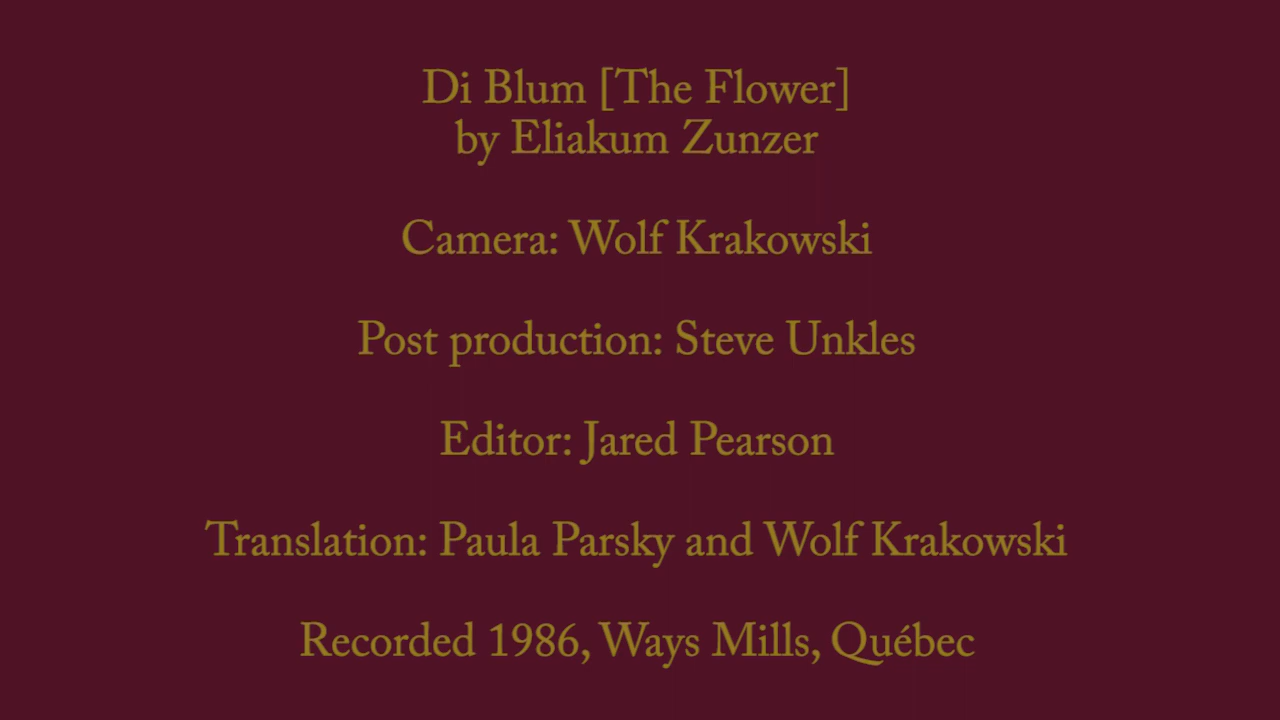 Di Blum [The Flower]
by Eliakum Zunzer
Camera: Wolf Krakowski
Post production: Steve Unkles
Editor: Jared Pearson
Translation: Paula Parsky and Wolf Krakowski
Recorded 1986, Ways Mills, Québec